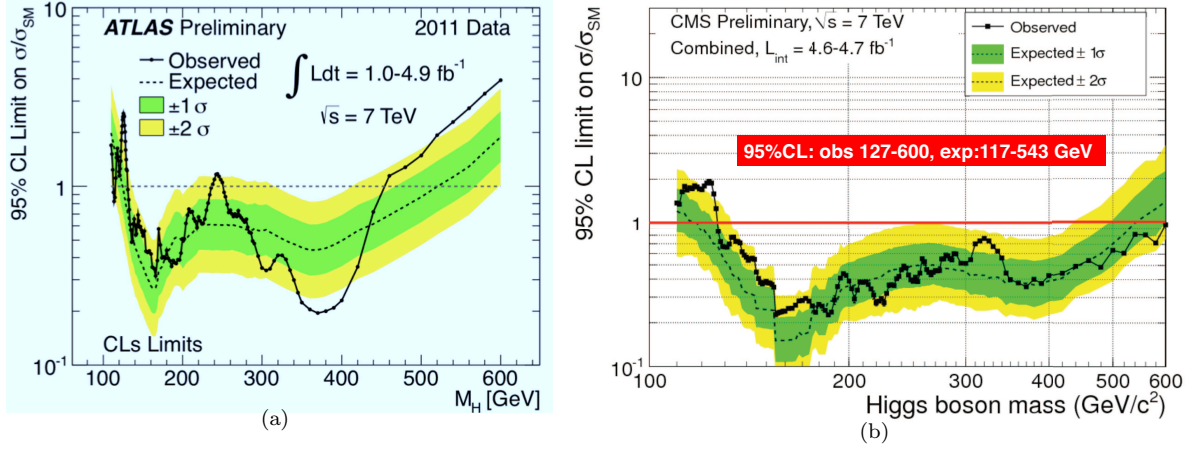 95% CL Limit on σ/σSM
10
1
10⁻¹
ATLAS Preliminary
2011 Data
Observed
Expected
±1 σ
±2 σ
∫ Ldt = 1.0-4.9 fb⁻¹
√s = 7 TeV
CLs Limits
100 200 300 400 500 600
M_H [GeV]
(a)
95% CL limit on σ/σSM
10
1
10⁻¹
CMS Preliminary, √s = 7 TeV
Combined, L_int = 4.6-4.7 fb⁻¹
Observed
Expected ± 1σ
Expected ± 2σ
95%CL: obs 127-600, exp:117-543 GeV
100 200 300 400 500 600
Higgs boson mass (GeV/c²)
(b)